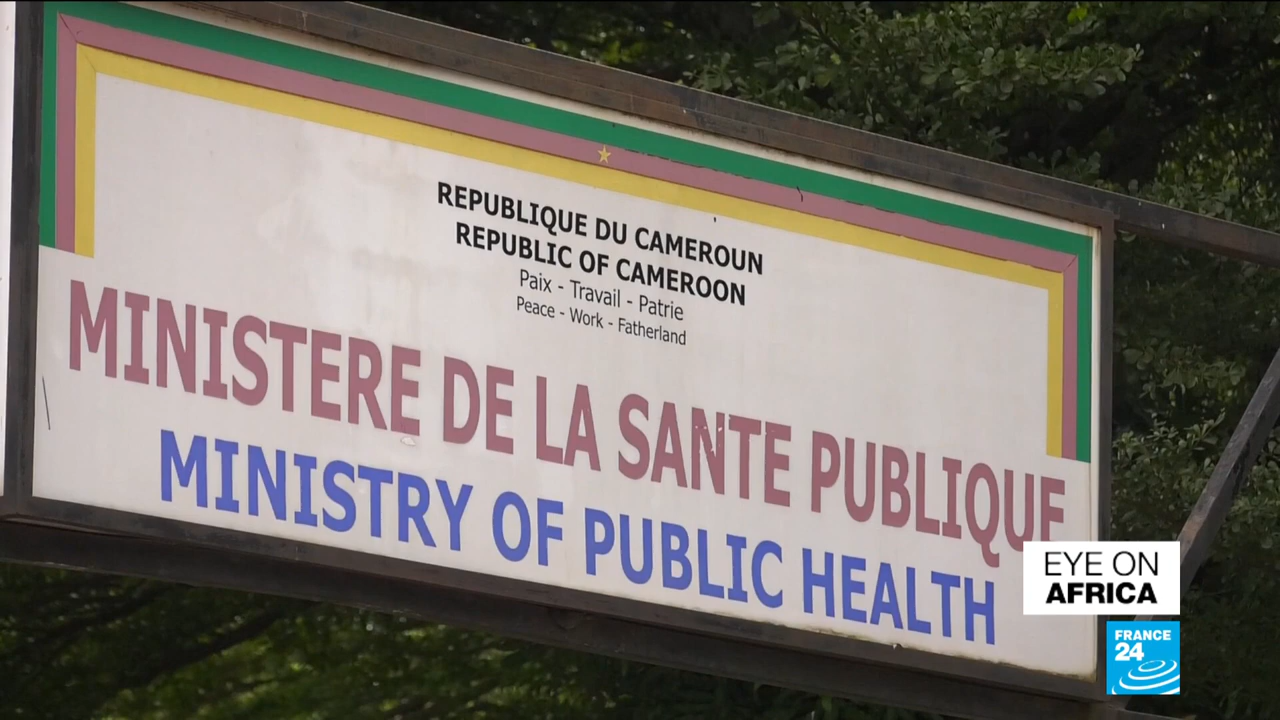 REPUBLIQUE DU CAMEROUN
REPUBLIC OF CAMEROON
Paix - Travail - Patrie
Peace - Work - Fatherland
MINISTERE DE LA SANTE PUBLIQUE
MINISTRY OF PUBLIC HEALTH
EYE ON
AFRICA
FRANCE
24